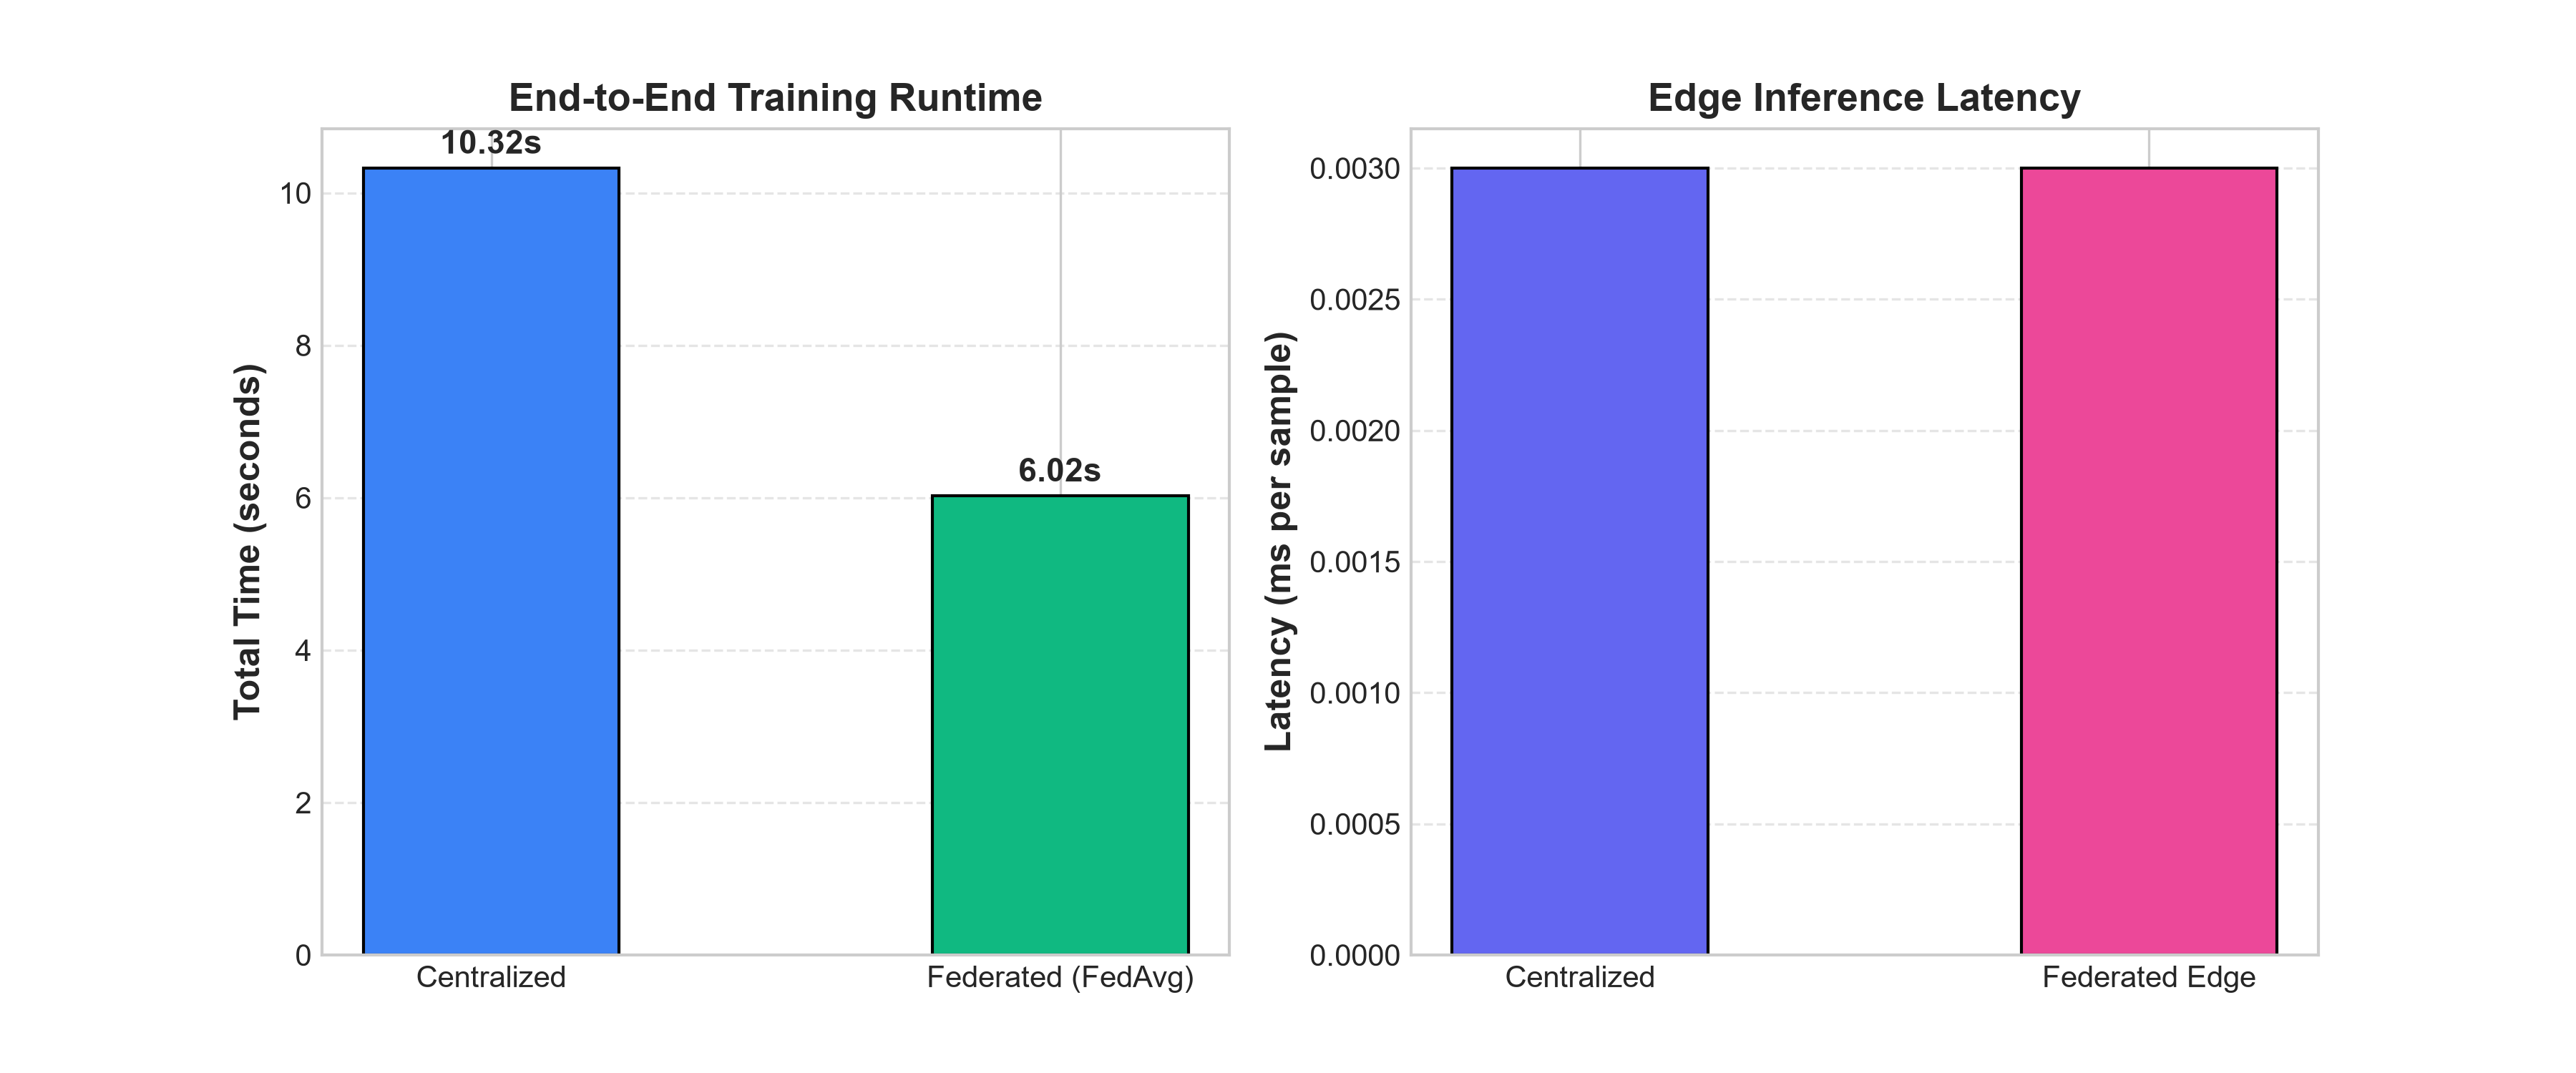 End-to-End Training Runtime
10.32s
6.02s
Total Time (seconds)
10
8
6
4
2
0
Centralized
Federated (FedAvg)
Edge Inference Latency
Latency (ms per sample)
0.0030
0.0025
0.0020
0.0015
0.0010
0.0005
0.0000
Centralized
Federated Edge